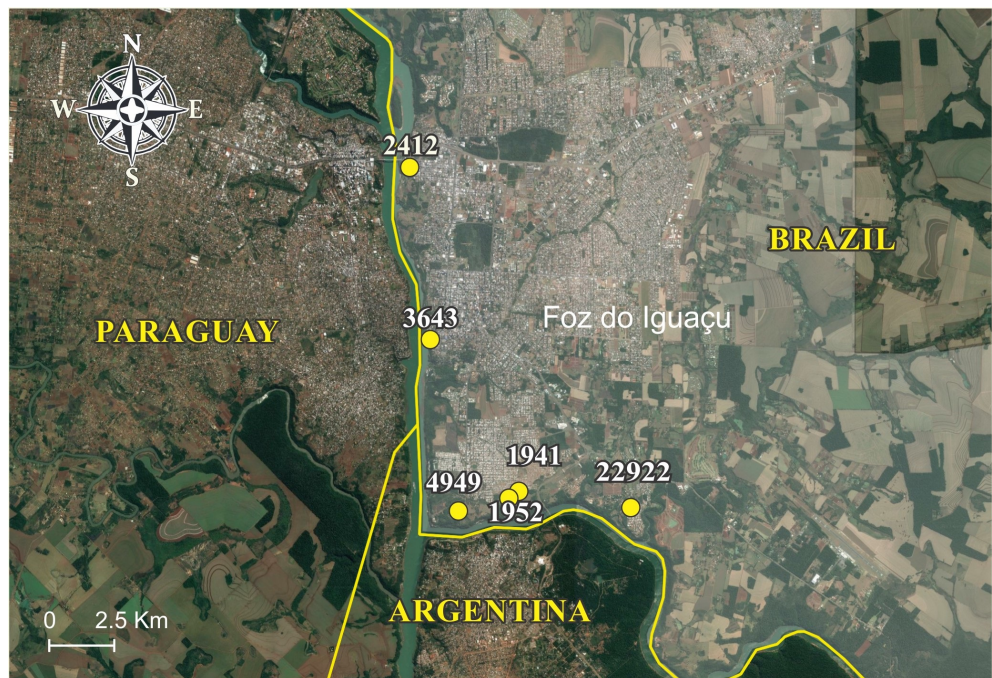 N
W E
S
2412
BRAZIL
3643
Foz do Iguaçu
PARAGUAY
1941
4949
22922
1952
ARGENTINA
0 2.5 Km